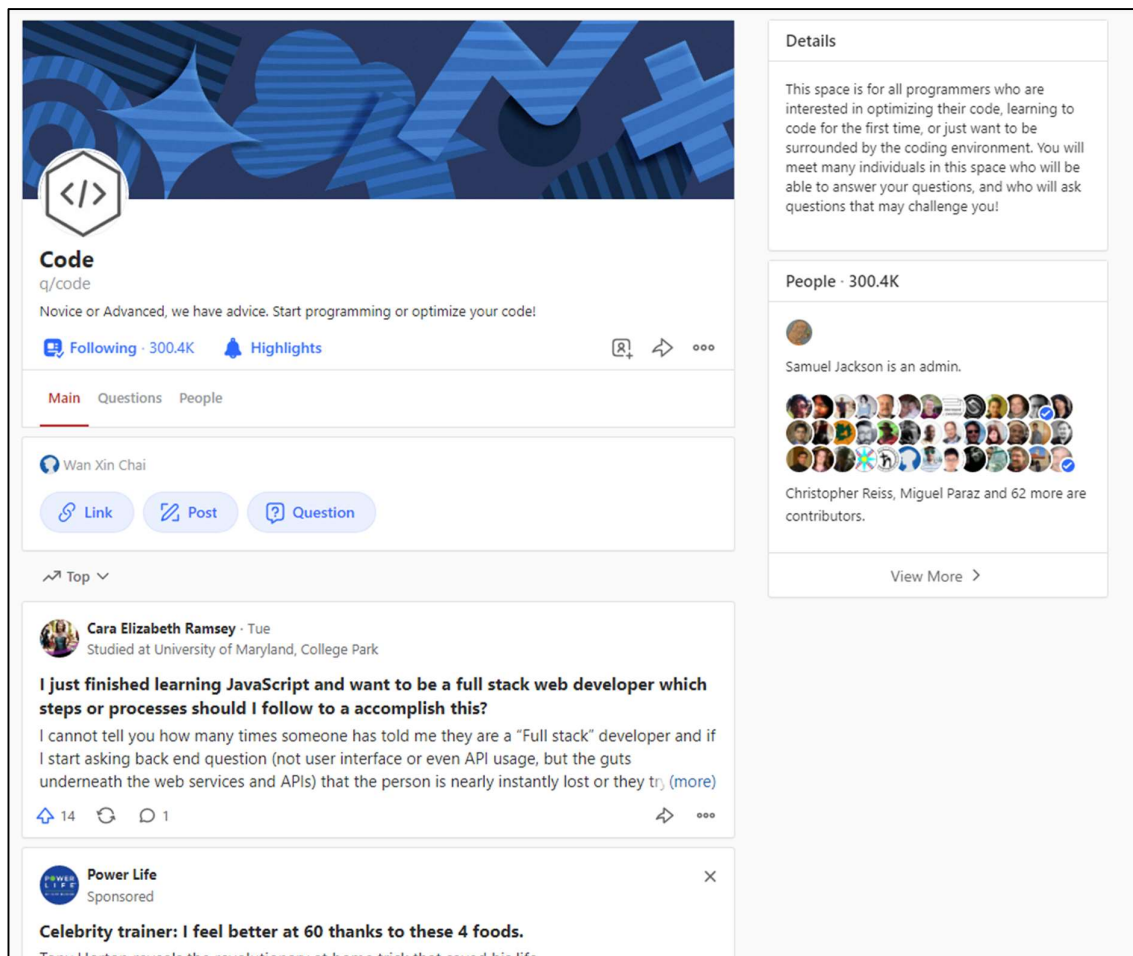 Code
q/code
Novice or Advanced, we have advice. Start programming or optimize your code!
Following · 300.4K Highlights
Main Questions People
Wan Xin Chai
Link Post Question
Top
Cara Elizabeth Ramsey · Tue
Studied at University of Maryland, College Park
I just finished learning JavaScript and want to be a full stack web developer which
steps or processes should I follow to a accomplish this?
I cannot tell you how many times someone has told me they are a “Full stack” developer and if
I start asking back end question (not user interface or even API usage, but the guts
underneath the web services and APIs) that the person is nearly instantly lost or they try (more)
14 1
POWER
LIFE
Power Life
Sponsored
Celebrity trainer: I feel better at 60 thanks to these 4 foods.
Details
This space is for all programmers who are
interested in optimizing their code, learning to
code for the first time, or just want to be
surrounded by the coding environment. You will
meet many individuals in this space who will be
able to answer your questions, and who will ask
questions that may challenge you!
People · 300.4K
Samuel Jackson is an admin.
Christopher Reiss, Miguel Paraz and 62 more are
contributors.
View More